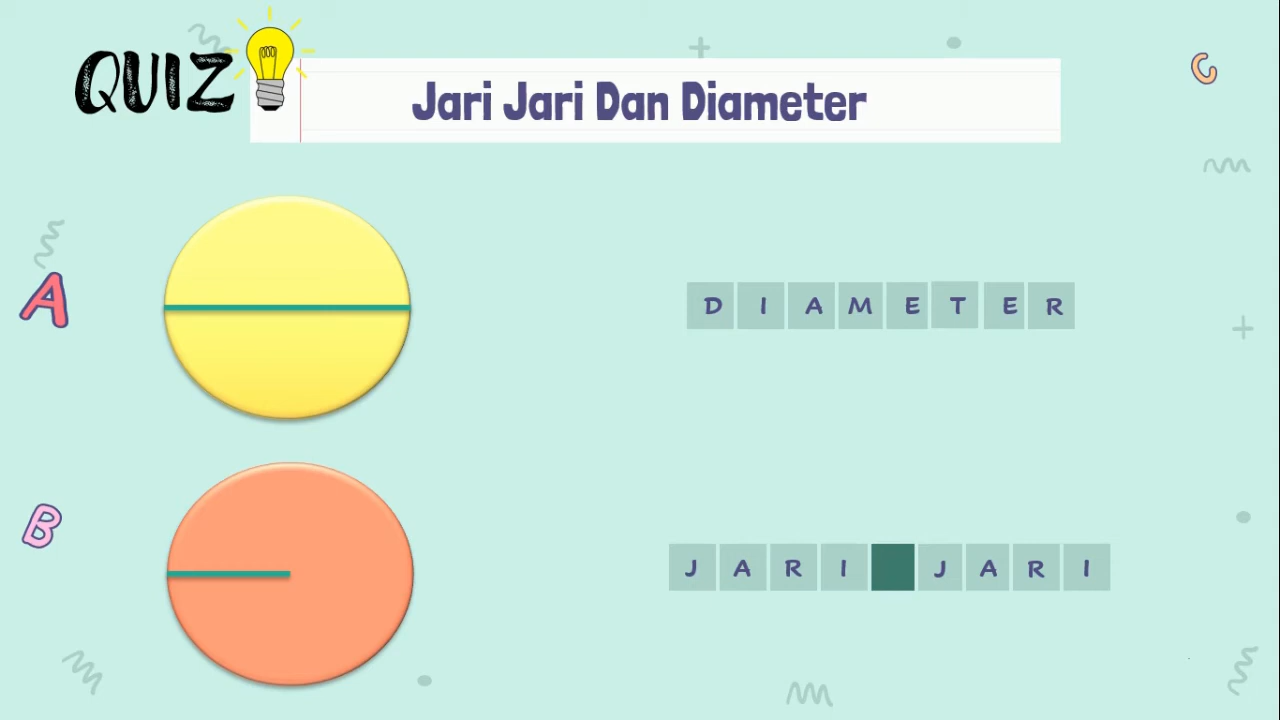 QUIZ
Jari Jari Dan Diameter
A
DIAMETER
B
JARI JARI